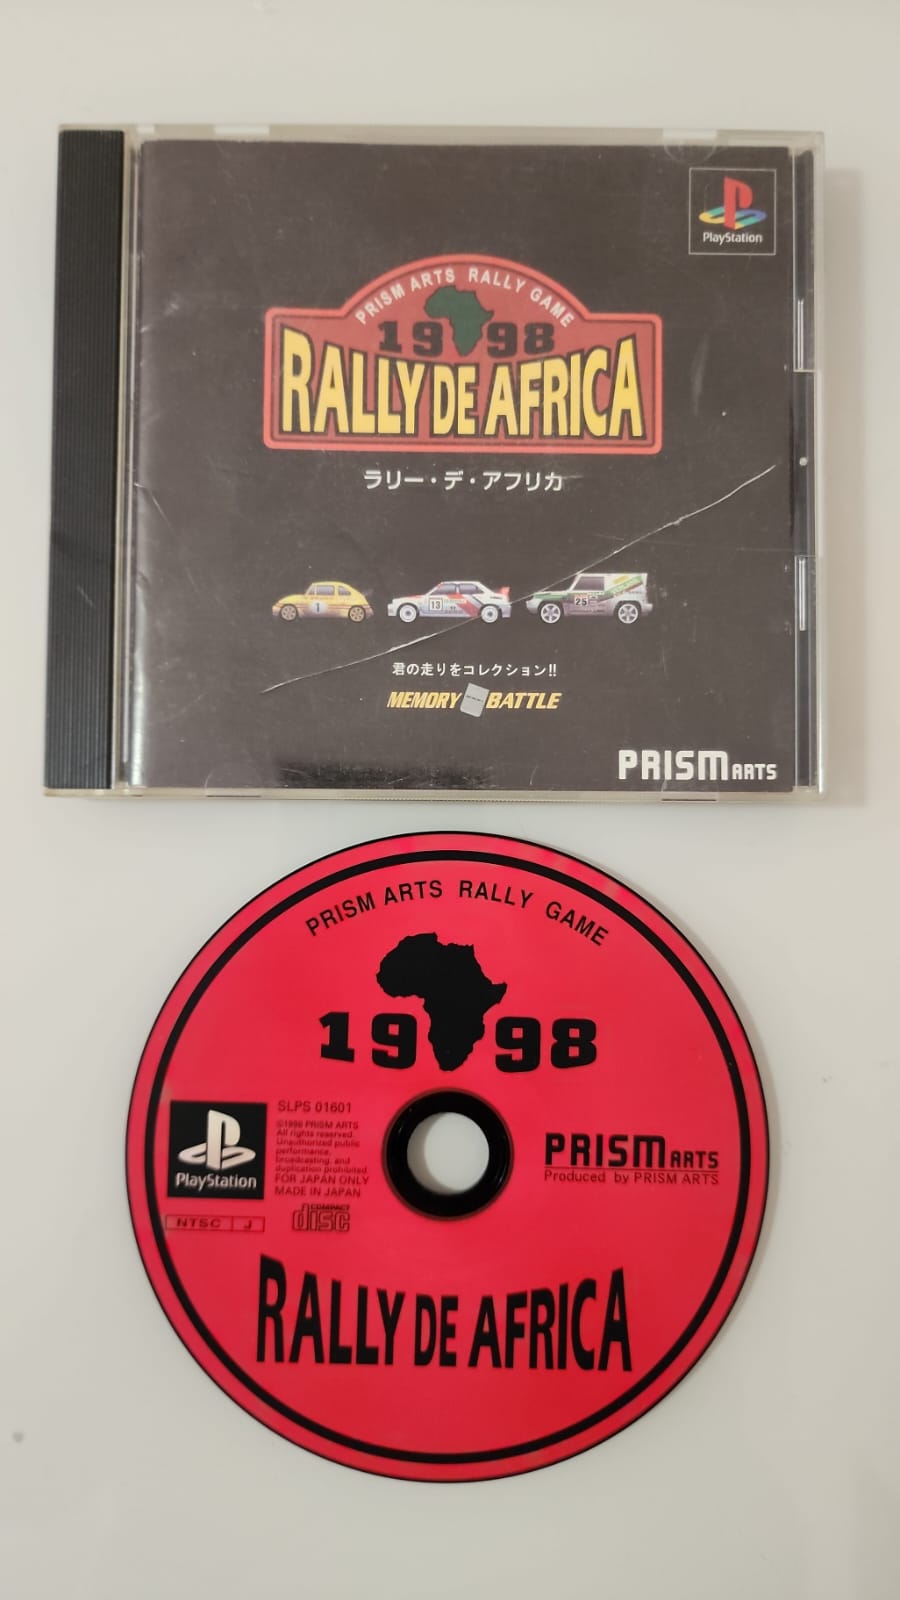 PlayStation
PRISM ARTS RALLY GAME
1998
RALLY DE AFRICA
ラリー・デ・アフリカ
1
13
25
君の走りをコレクション!!
MEMORY BATTLE
PRISM ARTS
PRISM ARTS RALLY GAME
1998
SLPS 01601
©1998 PRISM ARTS
All rights reserved.
Unauthorized public
performance,
broadcasting, and
duplication prohibited.
FOR JAPAN ONLY
MADE IN JAPAN
PlayStation
NTSC J
COMPACT
disc
PRISM ARTS
Produced by PRISM ARTS
RALLY DE AFRICA